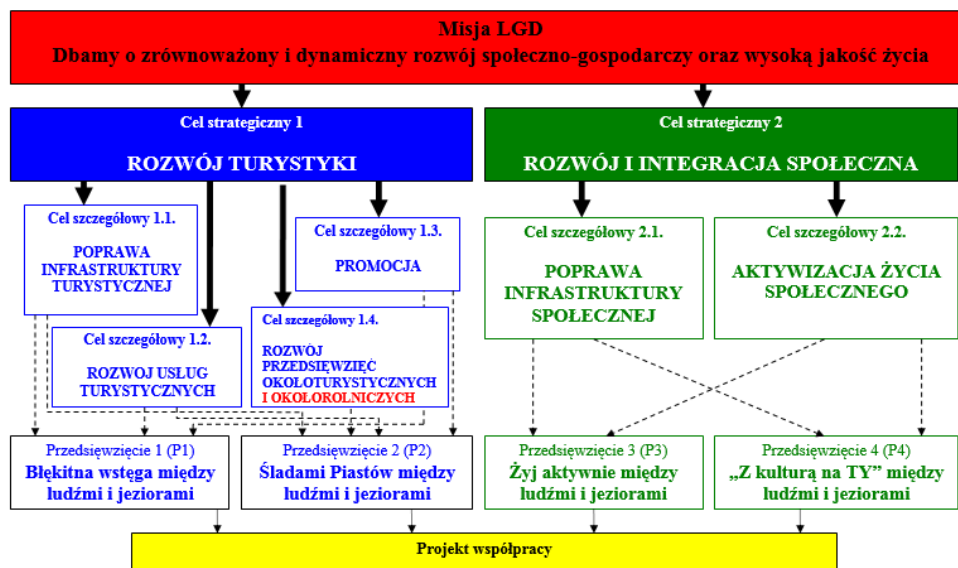 Misja LGD
Dbamy o zrównoważony i dynamiczny rozwój społeczno-gospodarczy oraz wysoką jakość życia
Cel strategiczny 1
ROZWÓJ TURYSTYKI
Cel strategiczny 2
ROZWÓJ I INTEGRACJA SPOŁECZNA
Cel szczegółowy 1.1.
POPRAWA
INFRASTRUKTURY
TURYSTYCZNEJ
Cel szczegółowy 1.2.
ROZWOJ USŁUG
TURYSTYCZNYCH
Cel szczegółowy 1.3.
PROMOCJA
Cel szczegółowy 1.4.
ROZWÓJ
PRZEDSIĘWZIĘĆ
OKOŁOTURYSTYCZNYCH
I OKOŁOROLNICZYCH
Cel szczegółowy 2.1.
POPRAWA
INFRASTRUKTURY
SPOŁECZNEJ
Cel szczegółowy 2.2.
AKTYWIZACJA ŻYCIA
SPOŁECZNEGO
Przedsięwzięcie 1 (P1)
Błękitna wstęga między
ludźmi i jeziorami
Przedsięwzięcie 2 (P2)
Śladami Piastów między
ludźmi i jeziorami
Przedsięwzięcie 3 (P3)
Żyj aktywnie między
ludźmi i jeziorami
Przedsięwzięcie 4 (P4)
„Z kulturą na TY” między
ludźmi i jeziorami
Projekt współpracy